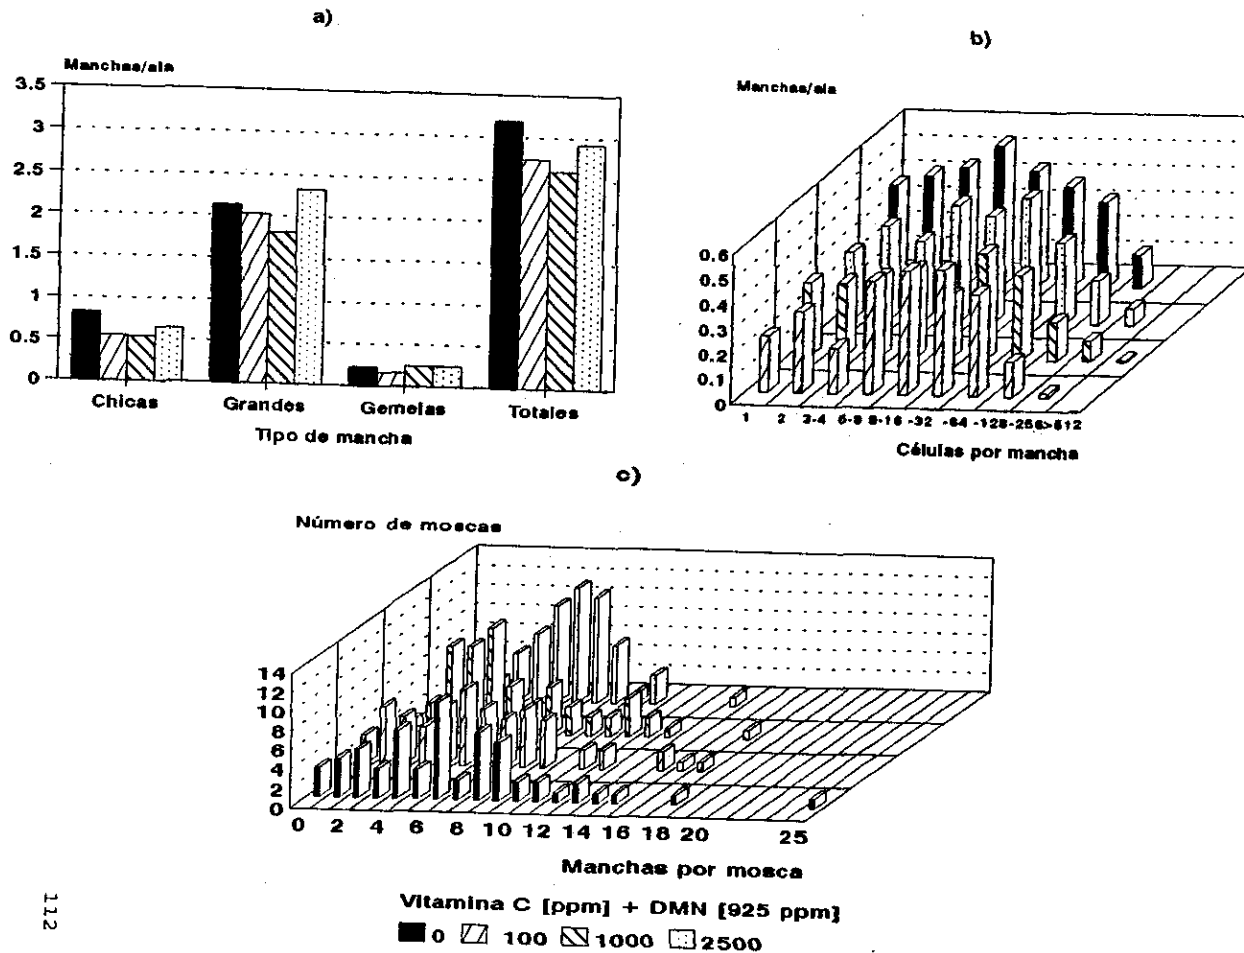 a)
Manchas/ala
3.5
3
2.5
2
1.5
1
0.5
0
Chicas Grandes Gemelas Totales
Tipo de mancha
b)
Manchas/ala
0.6
0.5
0.4
0.3
0.2
0.1
0
1 2 3-4 5-8 8-16 -32 -64 -128 -256 >512
Células por mancha
c)
Número de moscas
14
12
10
8
6
4
2
0
0 2 4 6 8 10 12 14 16 18 20 25
Manchas por mosca
Vitamina C [ppm] + DMN [925 ppm]
0 100 1000 2500
112